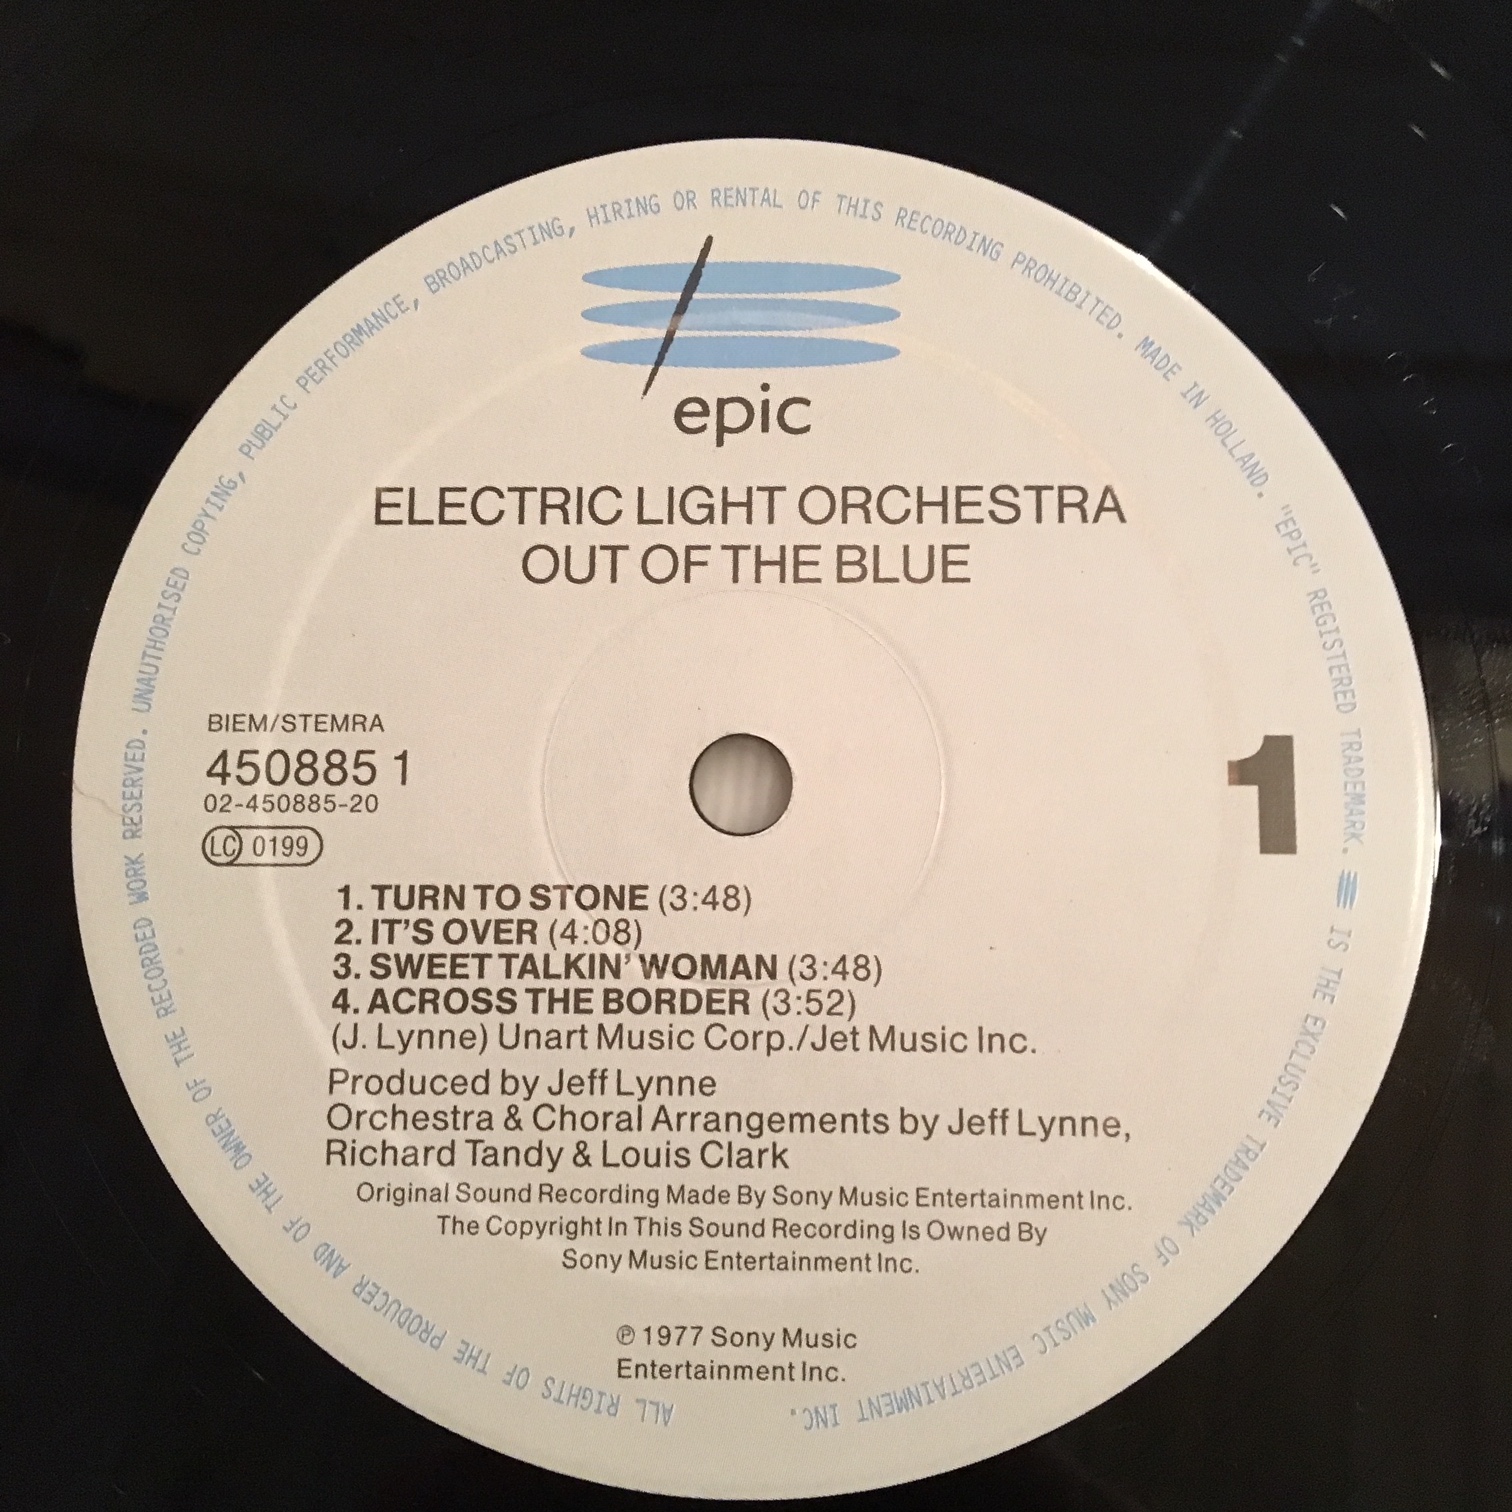 ALL RIGHTS OF THE PRODUCER AND OF THE OWNER OF THE RECORDED WORK RESERVED. UNAUTHORISED COPYING, PUBLIC PERFORMANCE, BROADCASTING, HIRING OR RENTAL OF THIS RECORDING PROHIBITED. MADE IN HOLLAND. "EPIC" REGISTERED TRADEMARK. IS THE EXCLUSIVE TRADEMARK OF SONY MUSIC ENTERTAINMENT INC.
epic
ELECTRIC LIGHT ORCHESTRA
OUT OF THE BLUE
BIEM/STEMRA
450885 1
02-450885-20
LC 0199
1
1. TURN TO STONE (3:48)
2. IT'S OVER (4:08)
3. SWEET TALKIN' WOMAN (3:48)
4. ACROSS THE BORDER (3:52)
(J. Lynne) Unart Music Corp./Jet Music Inc.
Produced by Jeff Lynne
Orchestra & Choral Arrangements by Jeff Lynne,
Richard Tandy & Louis Clark
Original Sound Recording Made By Sony Music Entertainment Inc.
The Copyright In This Sound Recording Is Owned By
Sony Music Entertainment Inc.
℗ 1977 Sony Music
Entertainment Inc.